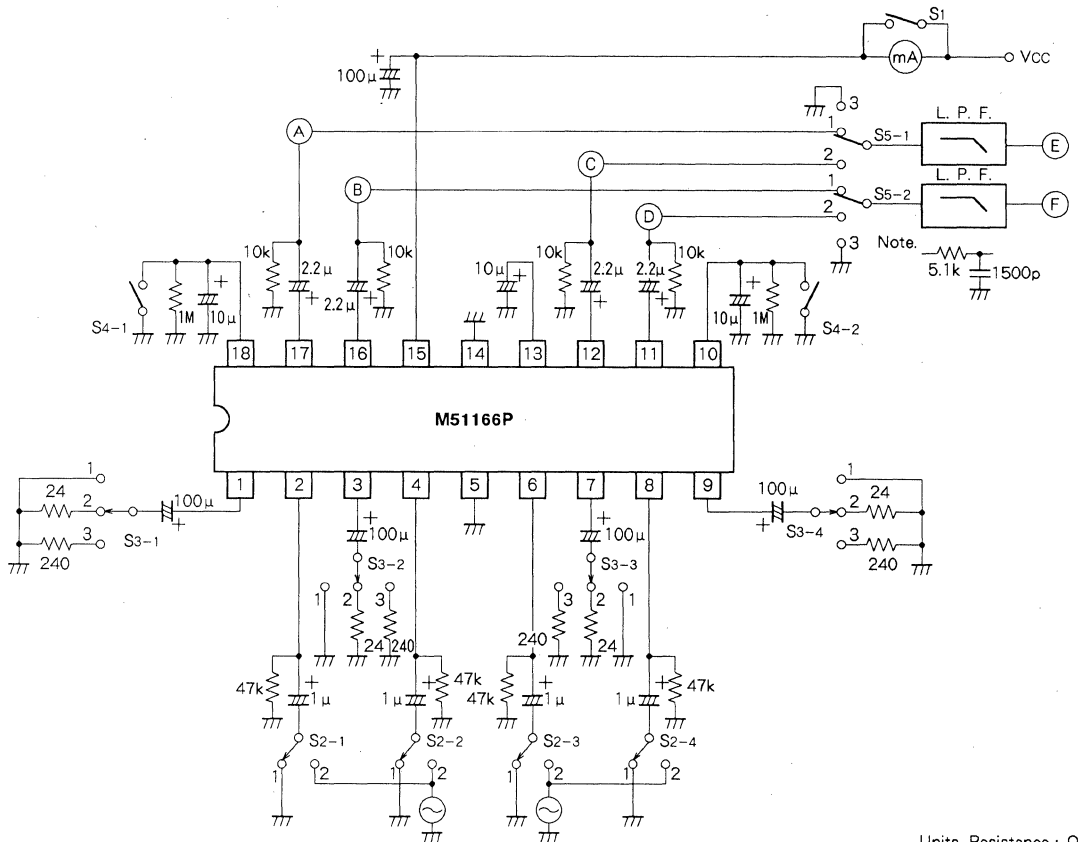 S1
+
100μ
mA
VCC
3
L. P. F.
A
1
S5-1
E
2
C
L. P. F.
B
1
S5-2
F
2
D
3
Note.
5.1k
1500p
10k
2.2μ
+
2.2μ
+
10k
10μ
+
10k
2.2μ
+
2.2μ
+
10k
S4-1
1M
10μ
+
10μ
+
1M
S4-2
18
17
16
15
14
13
12
11
10
M51166P
1
2
3
4
5
6
7
8
9
1
24
2
3
240
S3-1
100μ
+
+
100μ
S3-2
1
2
3
24
240
+
100μ
S3-3
3
2
1
240
24
100μ
+
S3-4
1
2
24
3
240
47k
+
1μ
+
1μ
47k
47k
+
1μ
+
1μ
47k
S2-1
1
2
S2-2
1
2
S2-3
1
2
S2-4
1
2